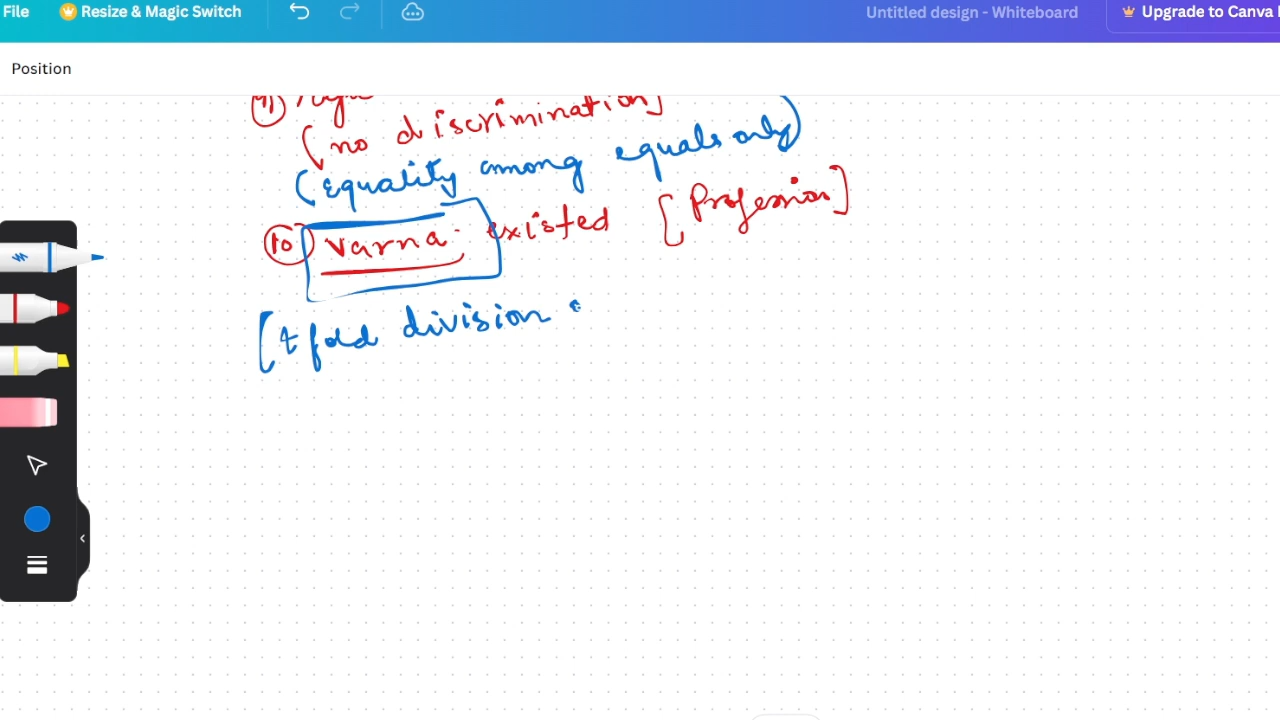 File Resize & Magic Switch Untitled design - Whiteboard Upgrade to Canva
Position
[no discrimination]
(equality among equals only)
10) varna existed [Profession]
[4 fold division